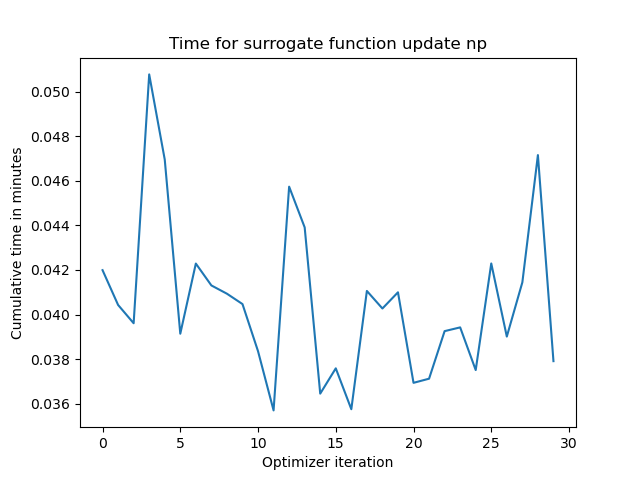 Time for surrogate function update np
Cumulative time in minutes
0.050
0.048
0.046
0.044
0.042
0.040
0.038
0.036
0 5 10 15 20 25 30
Optimizer iteration